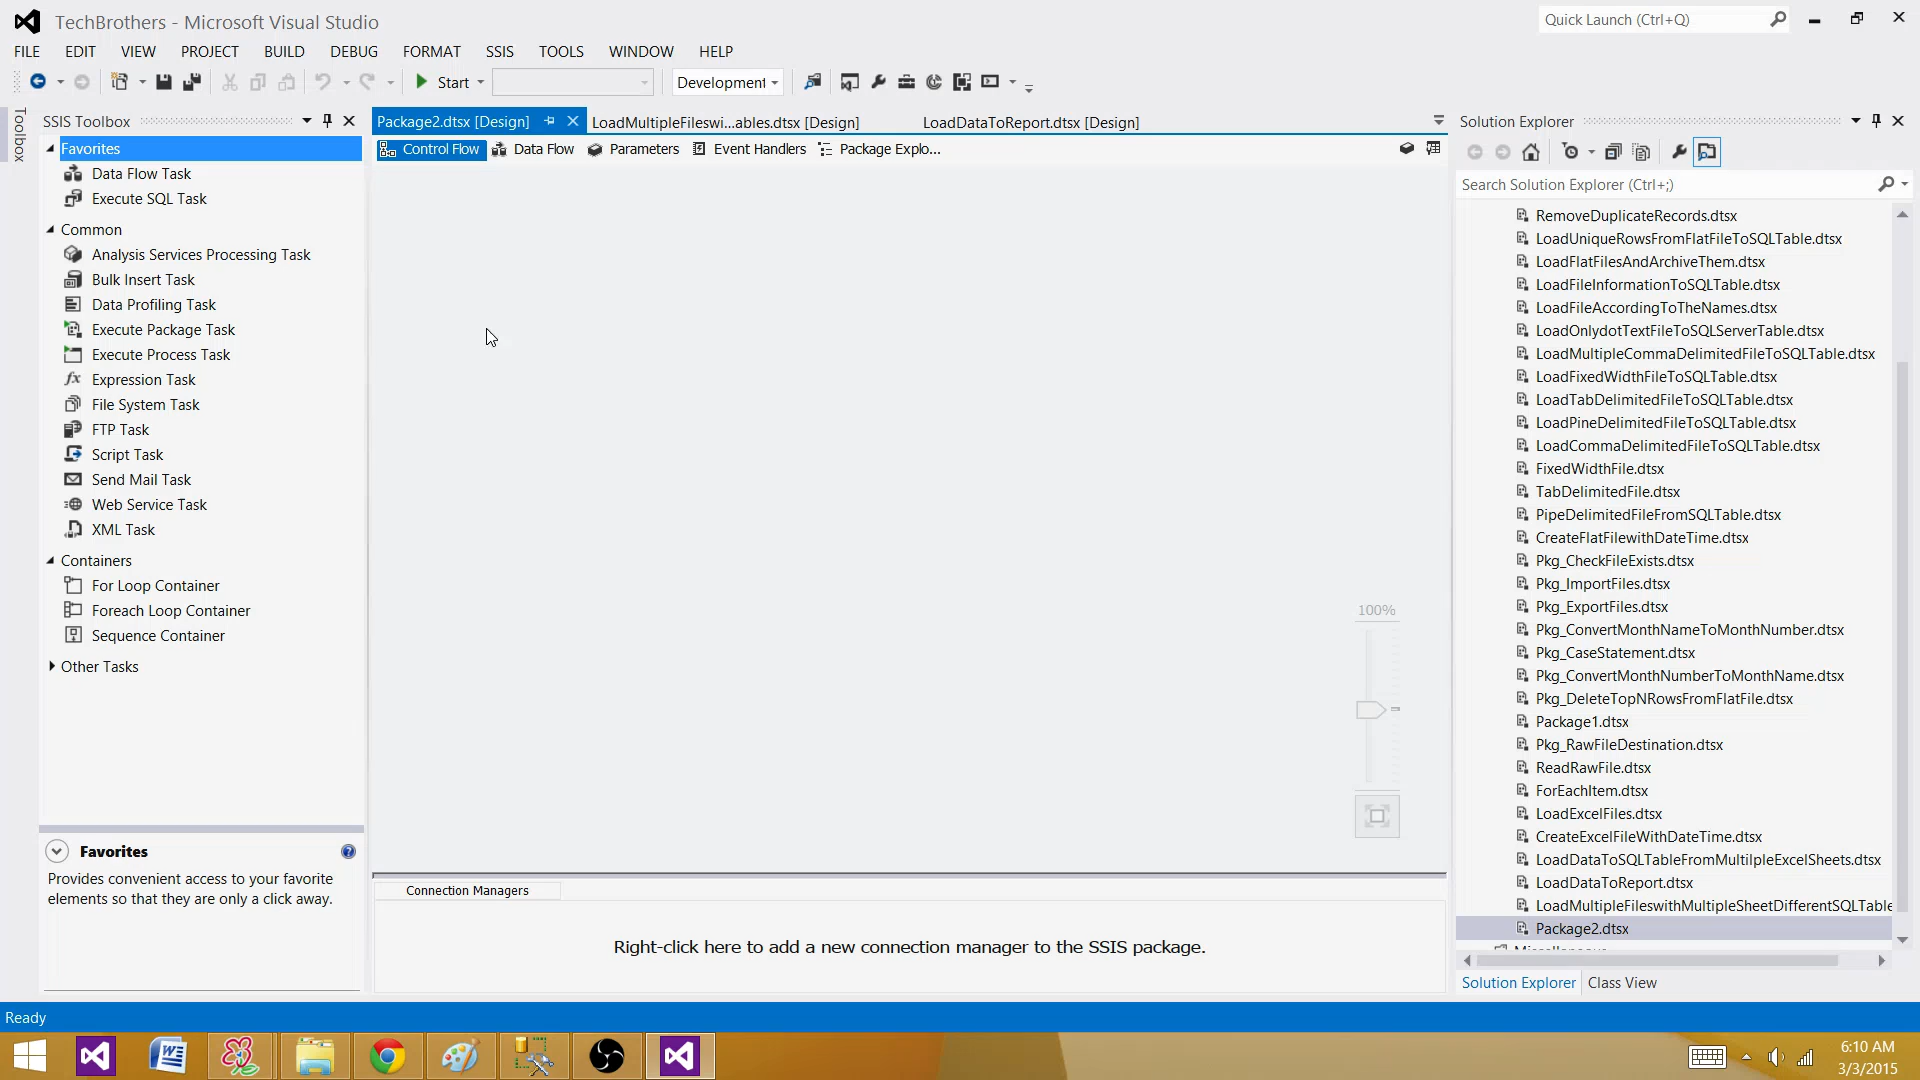 TechBrothers - Microsoft Visual Studio
Quick Launch (Ctrl+Q)
FILE EDIT VIEW PROJECT BUILD DEBUG FORMAT SSIS TOOLS WINDOW HELP
Start
Development
Toolbox
SSIS Toolbox
Favorites
Data Flow Task
Execute SQL Task
Common
Analysis Services Processing Task
Bulk Insert Task
Data Profiling Task
Execute Package Task
Execute Process Task
Expression Task
File System Task
FTP Task
Script Task
Send Mail Task
Web Service Task
XML Task
Containers
For Loop Container
Foreach Loop Container
Sequence Container
Other Tasks
Favorites
Provides convenient access to your favorite
elements so that they are only a click away.
Package2.dtsx [Design]
LoadMultipleFileswi...ables.dtsx [Design]
LoadDataToReport.dtsx [Design]
Control Flow
Data Flow
Parameters
Event Handlers
Package Explo...
100%
Connection Managers
Right-click here to add a new connection manager to the SSIS package.
Solution Explorer
Search Solution Explorer (Ctrl+;)
RemoveDuplicateRecords.dtsx
LoadUniqueRowsFromFlatFileToSQLTable.dtsx
LoadFlatFilesAndArchiveThem.dtsx
LoadFileInformationToSQLTable.dtsx
LoadFileAccordingToTheNames.dtsx
LoadOnlydotTextFileToSQLServerTable.dtsx
LoadMultipleCommaDelimitedFileToSQLTable.dtsx
LoadFixedWidthFileToSQLTable.dtsx
LoadTabDelimitedFileToSQLTable.dtsx
LoadPineDelimitedFileToSQLTable.dtsx
LoadCommaDelimitedFileToSQLTable.dtsx
FixedWidthFile.dtsx
TabDelimitedFile.dtsx
PipeDelimitedFileFromSQLTable.dtsx
CreateFlatFilewithDateTime.dtsx
Pkg_CheckFileExists.dtsx
Pkg_ImportFiles.dtsx
Pkg_ExportFiles.dtsx
Pkg_ConvertMonthNameToMonthNumber.dtsx
Pkg_CaseStatement.dtsx
Pkg_ConvertMonthNumberToMonthName.dtsx
Pkg_DeleteTopNRowsFromFlatFile.dtsx
Package1.dtsx
Pkg_RawFileDestination.dtsx
ReadRawFile.dtsx
ForEachItem.dtsx
LoadExcelFiles.dtsx
CreateExcelFileWithDateTime.dtsx
LoadDataToSQLTableFromMultiIpleExcelSheets.dtsx
LoadDataToReport.dtsx
LoadMultipleFileswithMultipleSheetDifferentSQLTable
Package2.dtsx
Solution Explorer
Class View
Ready
6:10 AM
3/3/2015